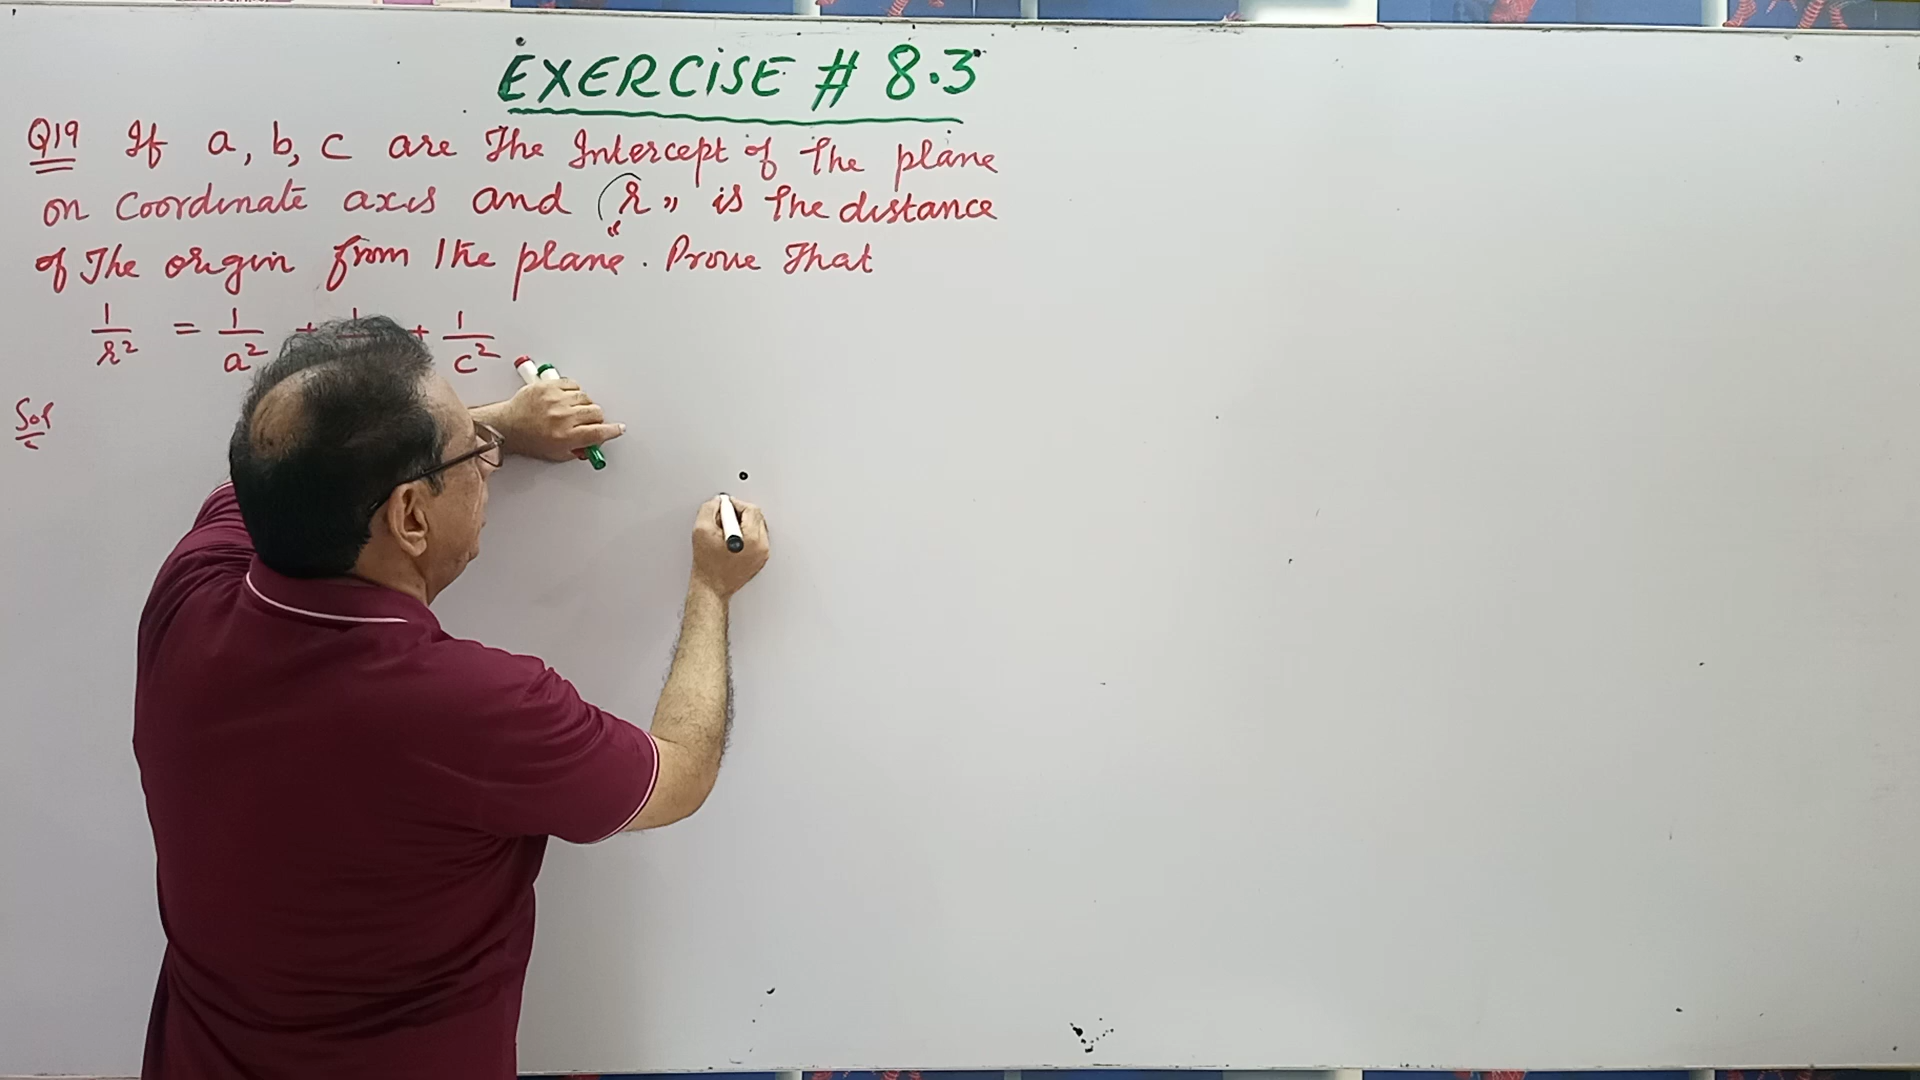 EXERCISE # 8.3
Q19 If a, b, c are The Intercept of The plane
on Coordinate axis and "r" is The distance
of The origin from The plane. Prove That
1/r² = 1/a² + 1 + 1/c²
Sol